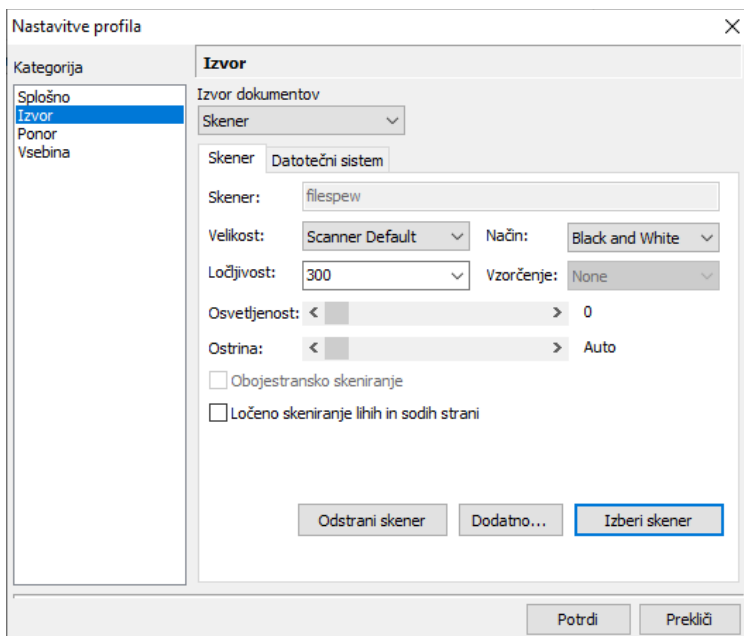 Nastavitve profila
Kategorija
Splošno
Izvor
Ponor
Vsebina
Izvor
Izvor dokumentov
Skener
Skener Datotečni sistem
Skener: filespew
Velikost: Scanner Default Način: Black and White
Ločljivost: 300 Vzorčenje: None
Osvetljenost: 0
Ostrina: Auto
Obojestransko skeniranje
Ločeno skeniranje lihih in sodih strani
Odstrani skener Dodatno... Izberi skener
Potrdi Prekliči